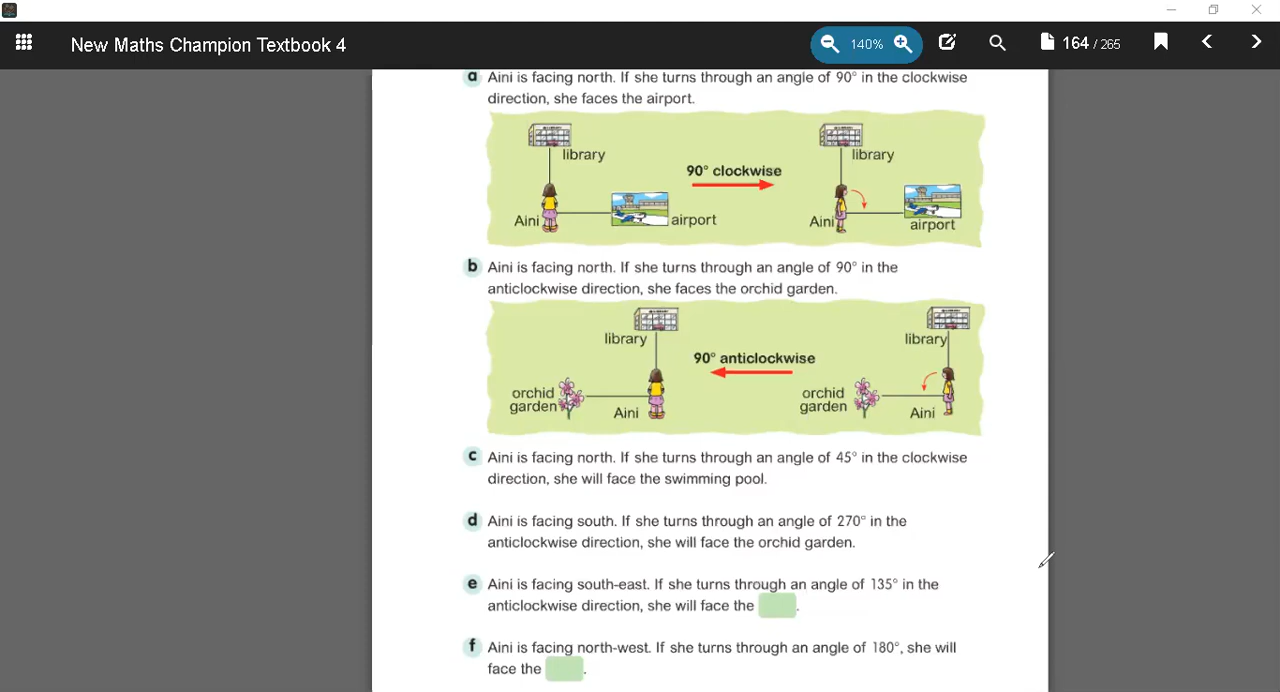 New Maths Champion Textbook 4
140%
164 / 265
a Aini is facing north. If she turns through an angle of 90° in the clockwise
direction, she faces the airport.
library
90° clockwise
library
Aini
airport
Aini
airport
b Aini is facing north. If she turns through an angle of 90° in the
anticlockwise direction, she faces the orchid garden.
library
90° anticlockwise
library
orchid
garden
Aini
orchid
garden
Aini
c Aini is facing north. If she turns through an angle of 45° in the clockwise
direction, she will face the swimming pool.
d Aini is facing south. If she turns through an angle of 270° in the
anticlockwise direction, she will face the orchid garden.
e Aini is facing south-east. If she turns through an angle of 135° in the
anticlockwise direction, she will face the .
f Aini is facing north-west. If she turns through an angle of 180°, she will
face the .